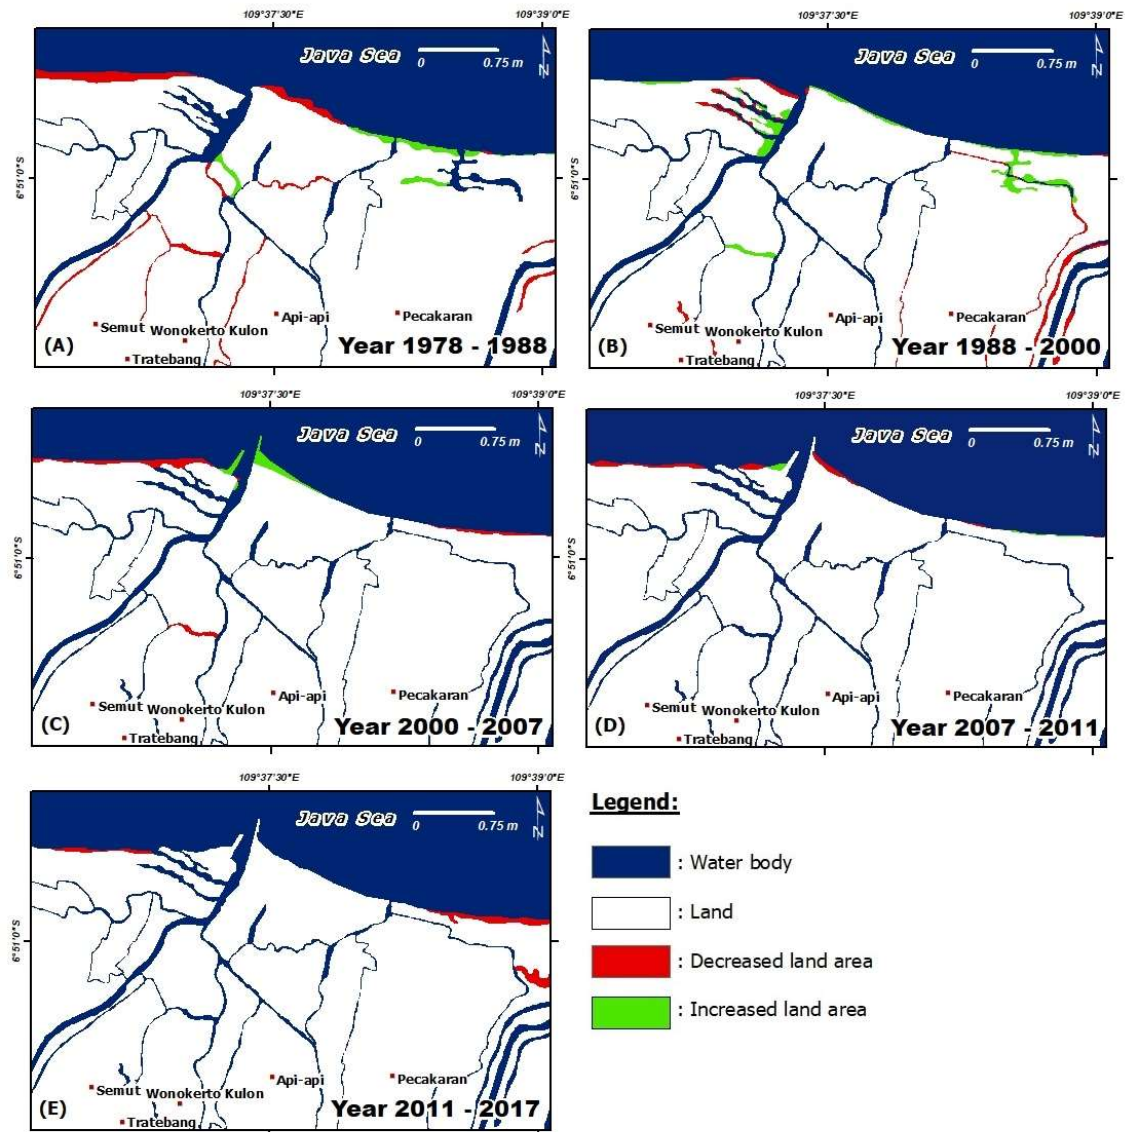 109°37'30"E 109°39'0"E
Java Sea
0 0.75 m
N
6°51'0"S
Api-api Pecakaran
Semut Wonokerto Kulon
(A) Year 1978 - 1988
Tratebang
109°37'30"E 109°39'0"E
Java Sea
0 0.75 m
N
6°51'0"S
Api-api Pecakaran
Semut Wonokerto Kulon
(B) Year 1988 - 2000
Tratebang
109°37'30"E 109°39'0"E
Java Sea
0 0.75 m
N
6°51'0"S
Api-api Pecakaran
Semut Wonokerto Kulon
(C) Year 2000 - 2007
Tratebang
109°37'30"E 109°39'0"E
Java Sea
0 0.75 m
N
6°51'0"S
Api-api Pecakaran
Semut Wonokerto Kulon
(D) Year 2007 - 2011
Tratebang
109°37'30"E 109°39'0"E
Java Sea
0 0.75 m
N
6°51'0"S
Api-api Pecakaran
Semut Wonokerto Kulon
(E) Year 2011 - 2017
Tratebang
Legend:
: Water body
: Land
: Decreased land area
: Increased land area